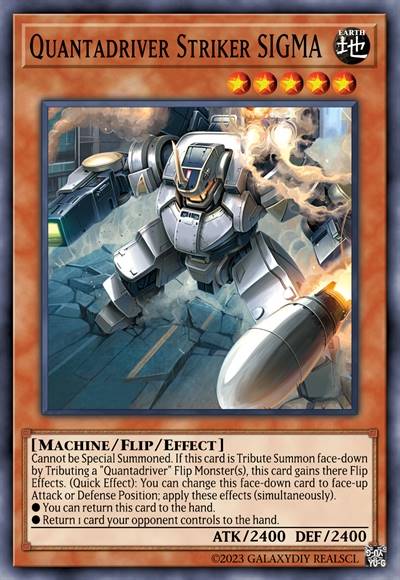 QUANTADRIVER STRIKER SIGMA
EARTH
地
[MACHINE/FLIP/EFFECT]
Cannot be Special Summoned. If this card is Tribute Summon face-down
by Tributing a "Quantadriver" Flip Monster(s), this card gains there Flip
Effects. (Quick Effect): You can change this face-down card to face-up
Attack or Defense Position; apply these effects (simultaneously).
●You can return this card to the hand.
●Return 1 card your opponent controls to the hand.
ATK/2400 DEF/2400
©2023 GALAXYDIY REALSCL